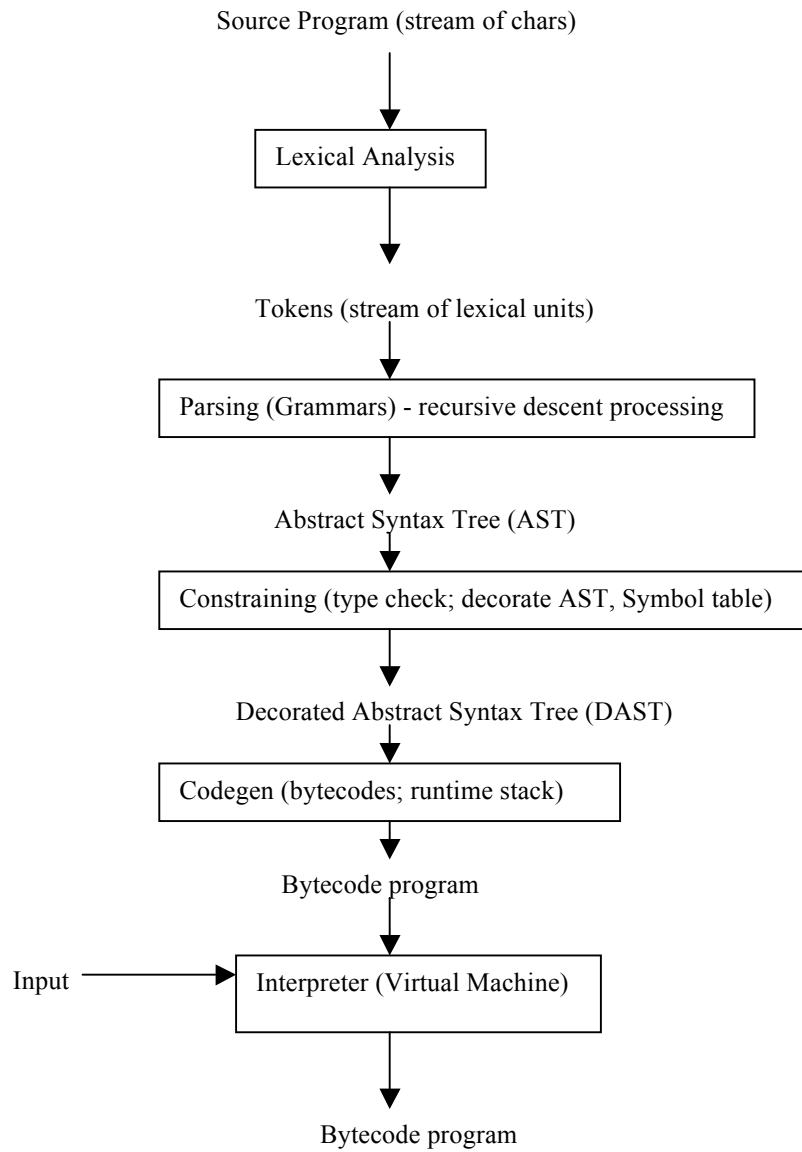 Source Program (stream of chars)
Lexical Analysis
Tokens (stream of lexical units)
Parsing (Grammars) - recursive descent processing
Abstract Syntax Tree (AST)
Constraining (type check; decorate AST, Symbol table)
Decorated Abstract Syntax Tree (DAST)
Codegen (bytecodes; runtime stack)
Bytecode program
Input
Interpreter (Virtual Machine)
Bytecode program